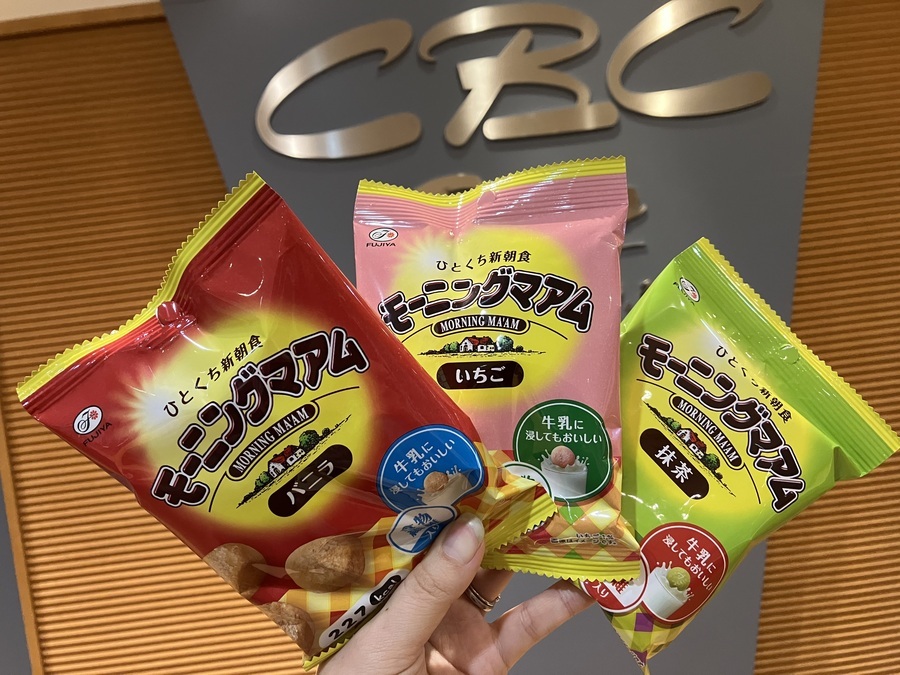 CBC
FUJIYA
ひとくち新朝食
モーニングマアム
MORNING MA'AM
バニラ
牛乳に
浸してもおいしい
227 kcal
FUJIYA
ひとくち新朝食
モーニングマアム
MORNING MA'AM
いちご
牛乳に
浸してもおいしい
ひとくち新朝食
モーニングマアム
MORNING MA'AM
抹茶
牛乳に
浸してもおいしい
入り